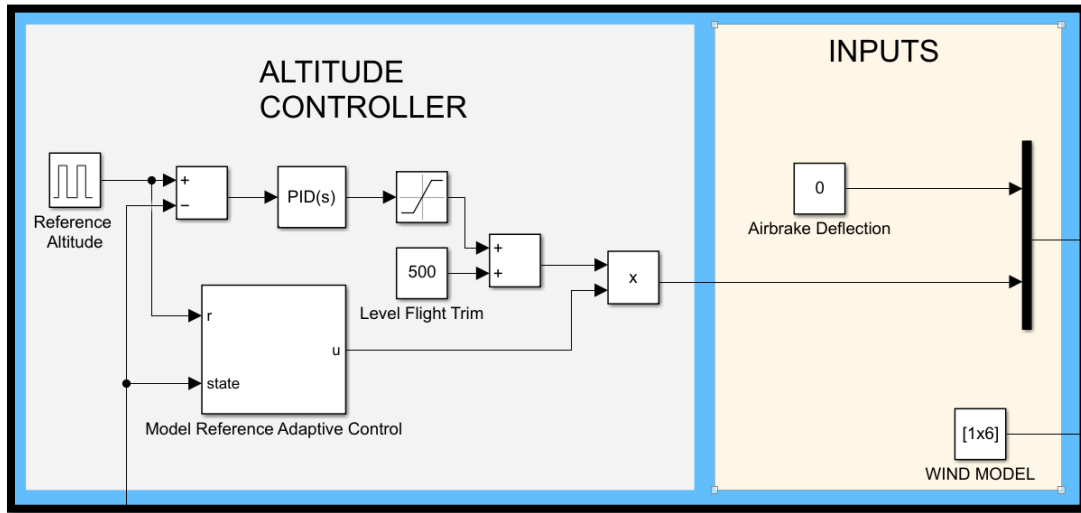 ALTITUDE
CONTROLLER
INPUTS
Reference
Altitude
+
−
PID(s)
500
Level Flight Trim
+
+
x
r
state
u
Model Reference Adaptive Control
0
Airbrake Deflection
[1x6]
WIND MODEL